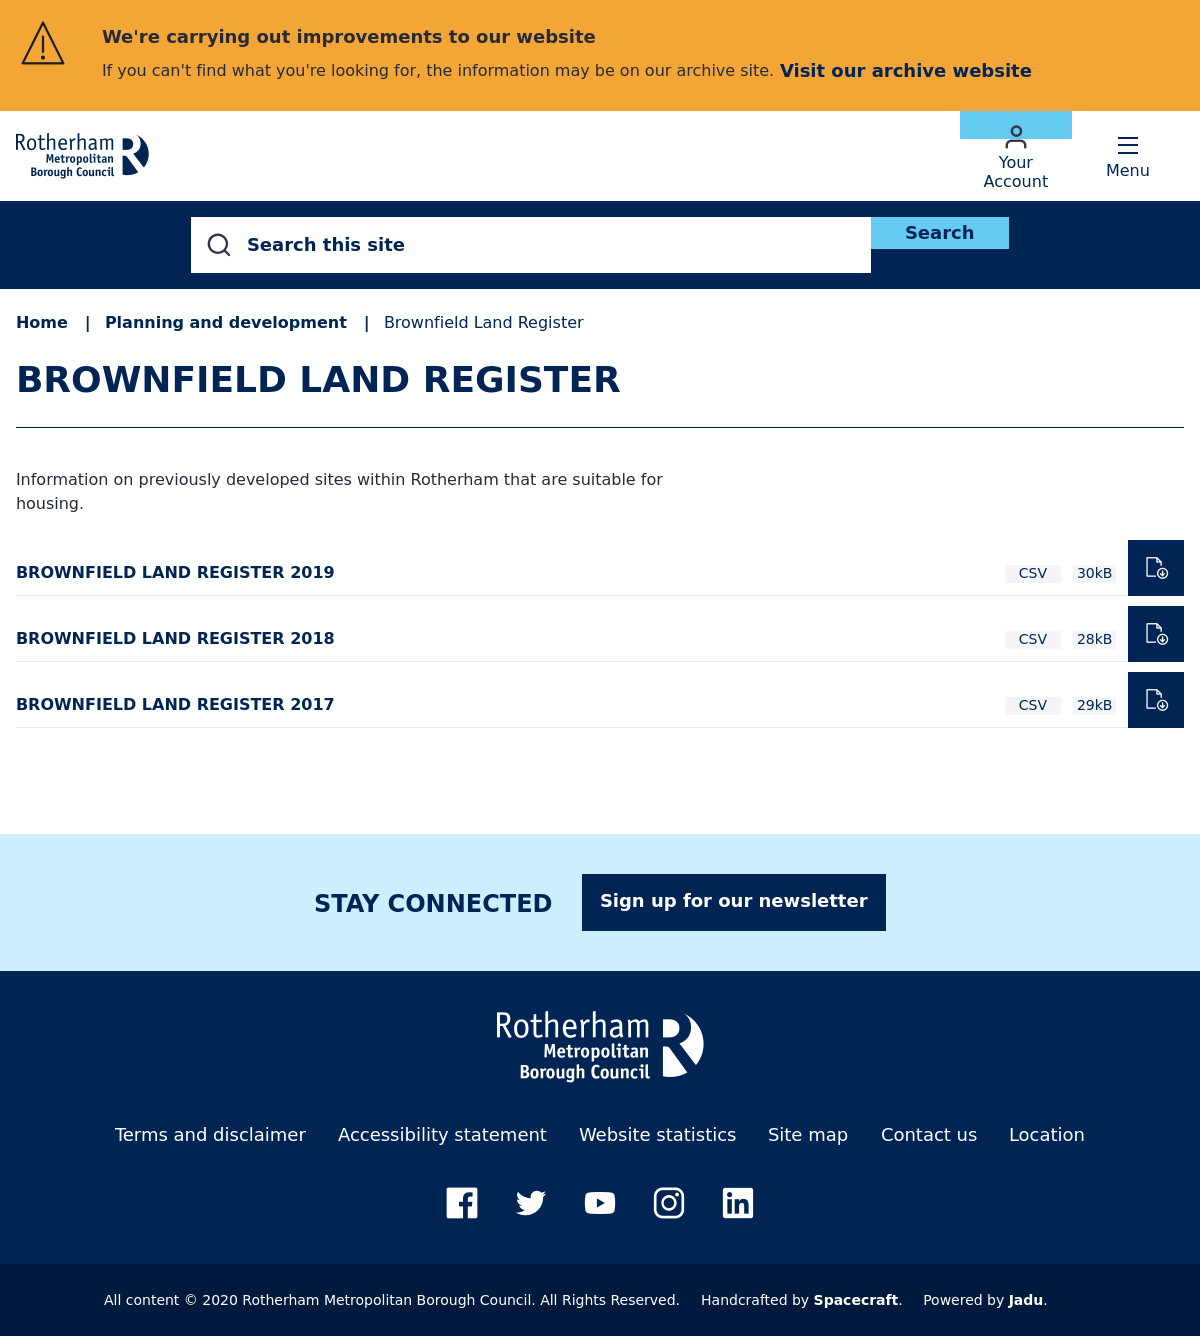 We're carrying out improvements to our website
If you can't find what you're looking for, the information may be on our archive site. Visit our archive website
Rotherham
Metropolitan
Borough Council
Your
Account
Menu
Search this site
Search
Home | Planning and development | Brownfield Land Register
BROWNFIELD LAND REGISTER
Information on previously developed sites within Rotherham that are suitable for
housing.
BROWNFIELD LAND REGISTER 2019 CSV 30kB
BROWNFIELD LAND REGISTER 2018 CSV 28kB
BROWNFIELD LAND REGISTER 2017 CSV 29kB
STAY CONNECTED
Sign up for our newsletter
Rotherham
Metropolitan
Borough Council
Terms and disclaimer Accessibility statement Website statistics Site map Contact us Location
All content © 2020 Rotherham Metropolitan Borough Council. All Rights Reserved. Handcrafted by Spacecraft. Powered by Jadu.